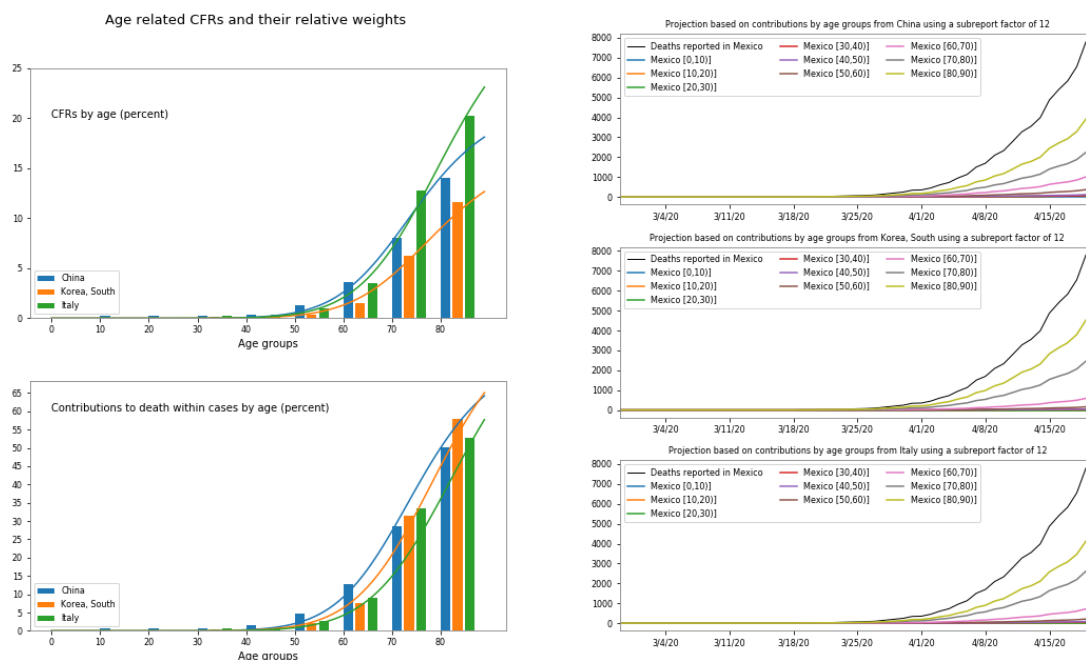 Age related CFRs and their relative weights
25
20
15
10
5
0
CFRs by age (percent)
China
Korea, South
Italy
0 10 20 30 40 50 60 70 80
Age groups
65
60
55
50
45
40
35
30
25
20
15
10
5
0
Contributions to death within cases by age (percent)
China
Korea, South
Italy
0 10 20 30 40 50 60 70 80
Age groups
Projection based on contributions by age groups from China using a subreport factor of 12
8000
7000
6000
5000
4000
3000
2000
1000
0
Deaths reported in Mexico
Mexico [0,10)]
Mexico [10,20)]
Mexico [20,30)]
Mexico [30,40)]
Mexico [40,50)]
Mexico [50,60)]
Mexico [60,70)]
Mexico [70,80)]
Mexico [80,90)]
3/4/20 3/11/20 3/18/20 3/25/20 4/1/20 4/8/20 4/15/20
Projection based on contributions by age groups from Korea, South using a subreport factor of 12
8000
7000
6000
5000
4000
3000
2000
1000
0
Deaths reported in Mexico
Mexico [0,10)]
Mexico [10,20)]
Mexico [20,30)]
Mexico [30,40)]
Mexico [40,50)]
Mexico [50,60)]
Mexico [60,70)]
Mexico [70,80)]
Mexico [80,90)]
3/4/20 3/11/20 3/18/20 3/25/20 4/1/20 4/8/20 4/15/20
Projection based on contributions by age groups from Italy using a subreport factor of 12
8000
7000
6000
5000
4000
3000
2000
1000
0
Deaths reported in Mexico
Mexico [0,10)]
Mexico [10,20)]
Mexico [20,30)]
Mexico [30,40)]
Mexico [40,50)]
Mexico [50,60)]
Mexico [60,70)]
Mexico [70,80)]
Mexico [80,90)]
3/4/20 3/11/20 3/18/20 3/25/20 4/1/20 4/8/20 4/15/20